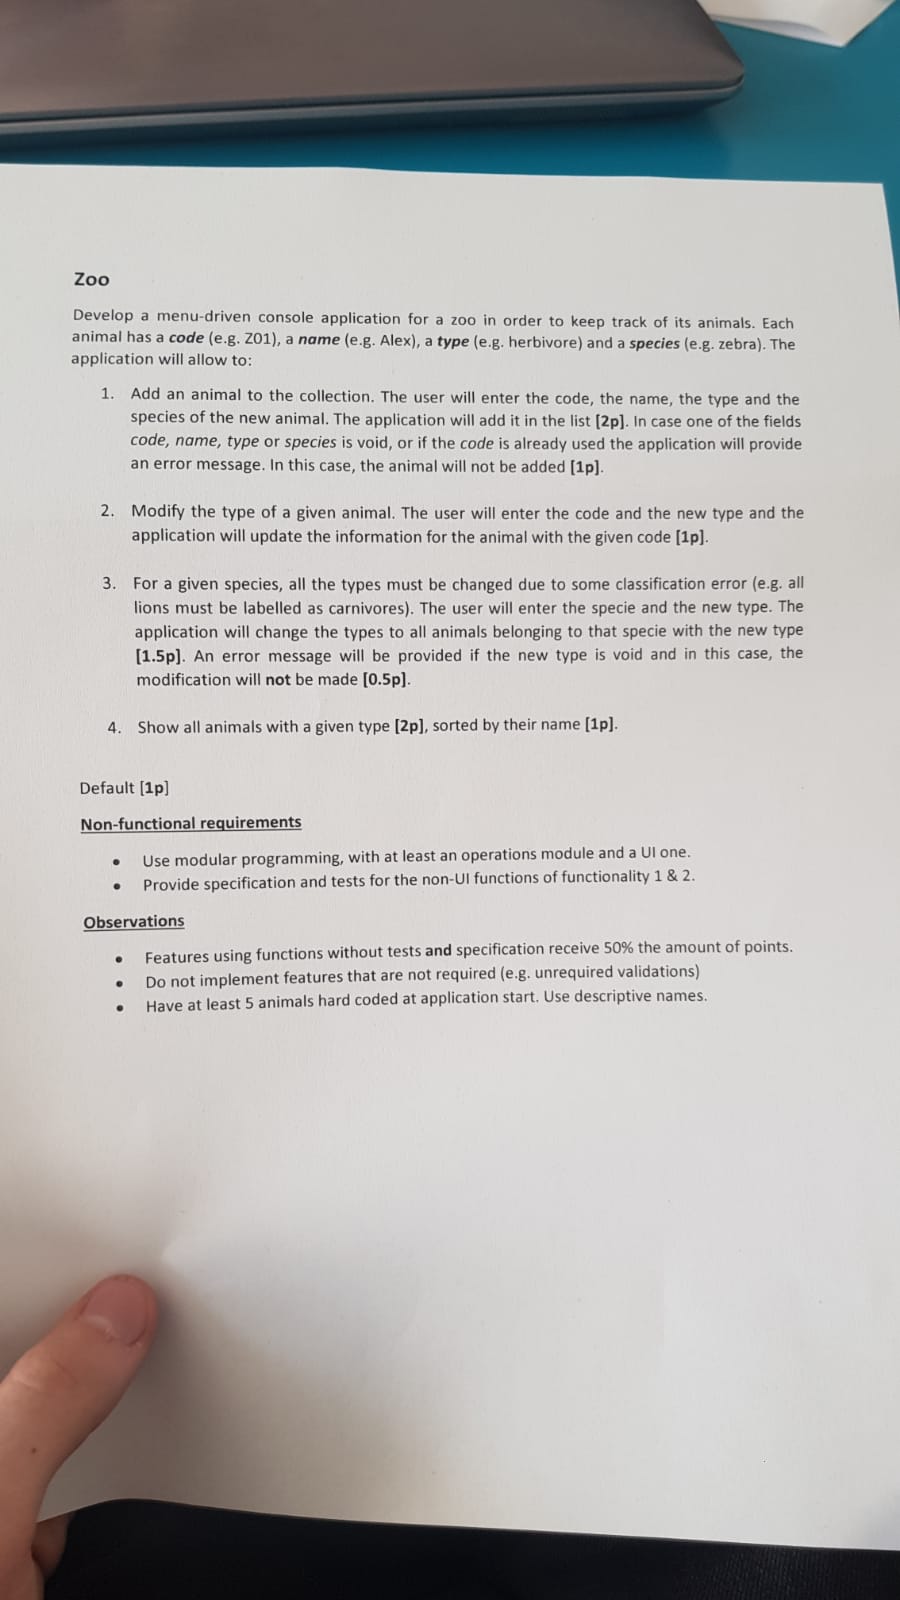 Zoo
Develop a menu-driven console application for a zoo in order to keep track of its animals. Each
animal has a code (e.g. Z01), a name (e.g. Alex), a type (e.g. herbivore) and a species (e.g. zebra). The
application will allow to:
1. Add an animal to the collection. The user will enter the code, the name, the type and the
species of the new animal. The application will add it in the list [2p]. In case one of the fields
code, name, type or species is void, or if the code is already used the application will provide
an error message. In this case, the animal will not be added [1p].
2. Modify the type of a given animal. The user will enter the code and the new type and the
application will update the information for the animal with the given code [1p].
3. For a given species, all the types must be changed due to some classification error (e.g. all
lions must be labelled as carnivores). The user will enter the specie and the new type. The
application will change the types to all animals belonging to that specie with the new type
[1.5p]. An error message will be provided if the new type is void and in this case, the
modification will not be made [0.5p].
4. Show all animals with a given type [2p], sorted by their name [1p].
Default [1p]
Non-functional requirements
• Use modular programming, with at least an operations module and a UI one.
• Provide specification and tests for the non-UI functions of functionality 1 & 2.
Observations
• Features using functions without tests and specification receive 50% the amount of points.
• Do not implement features that are not required (e.g. unrequired validations)
• Have at least 5 animals hard coded at application start. Use descriptive names.